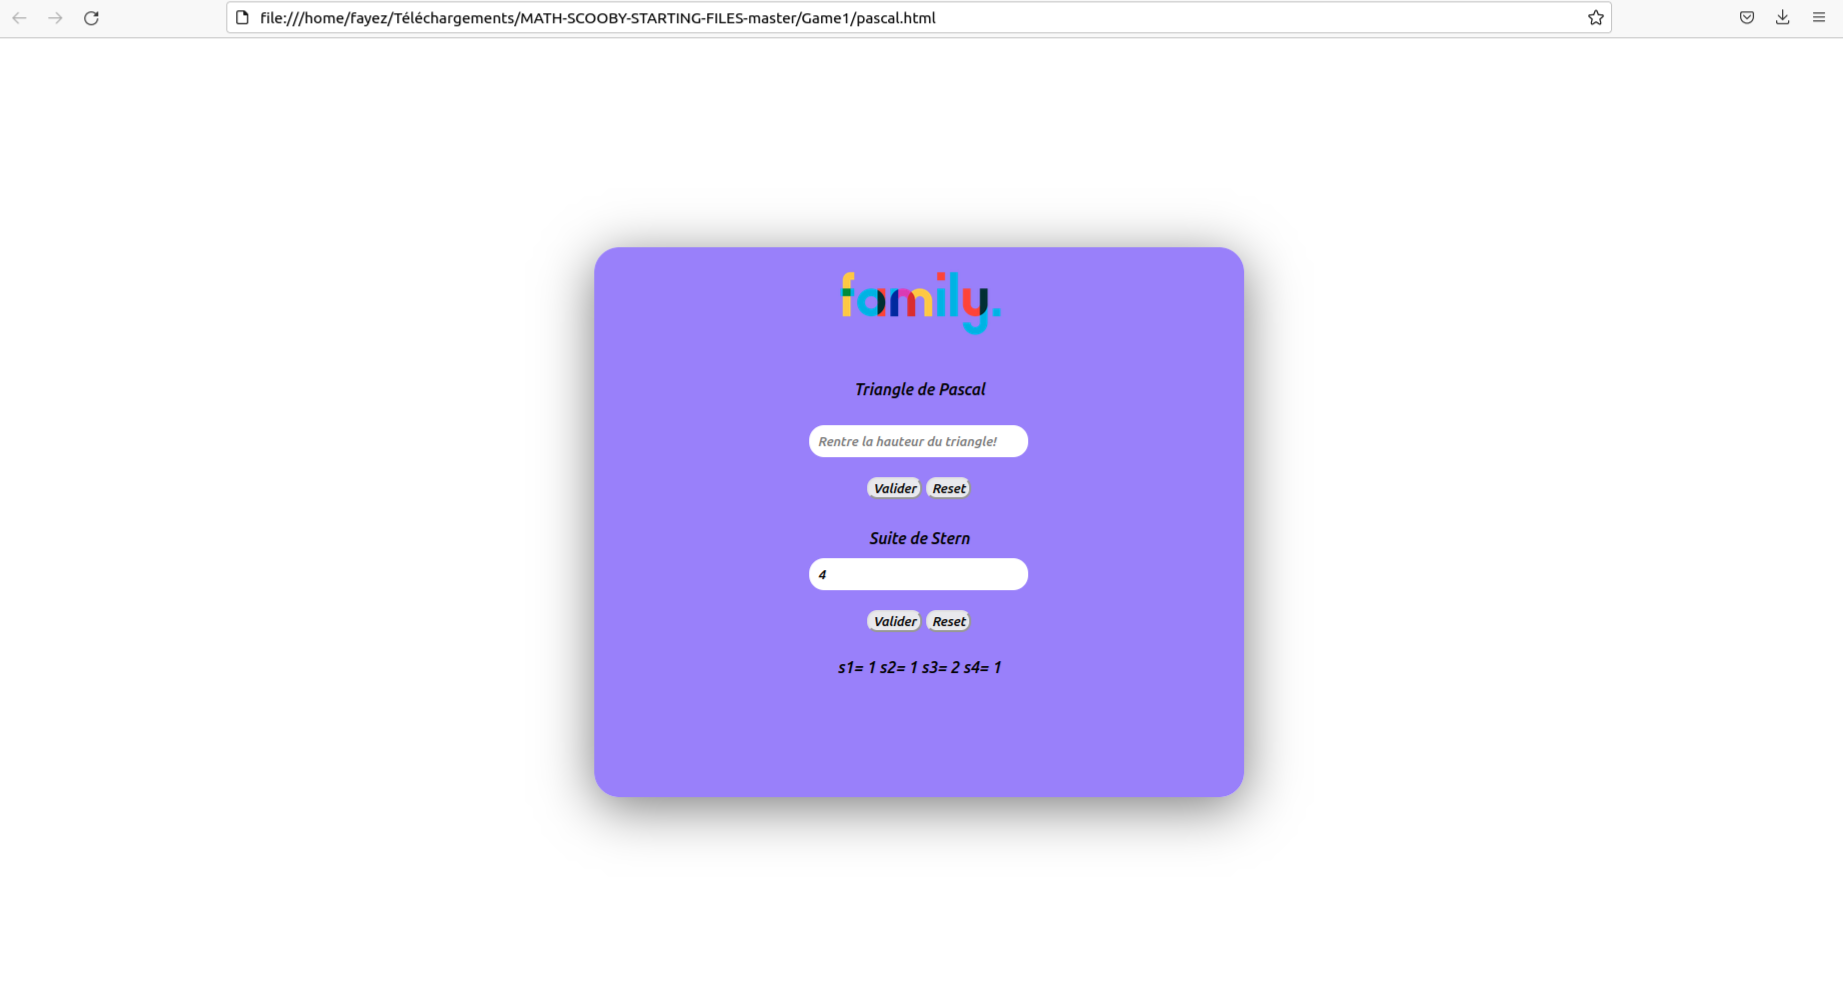 file:///home/fayez/Téléchargements/MATH-SCOOBY-STARTING-FILES-master/Game1/pascal.html
family.
Triangle de Pascal
Rentre la hauteur du triangle!
Valider Reset
Suite de Stern
4
Valider Reset
s1= 1 s2= 1 s3= 2 s4= 1